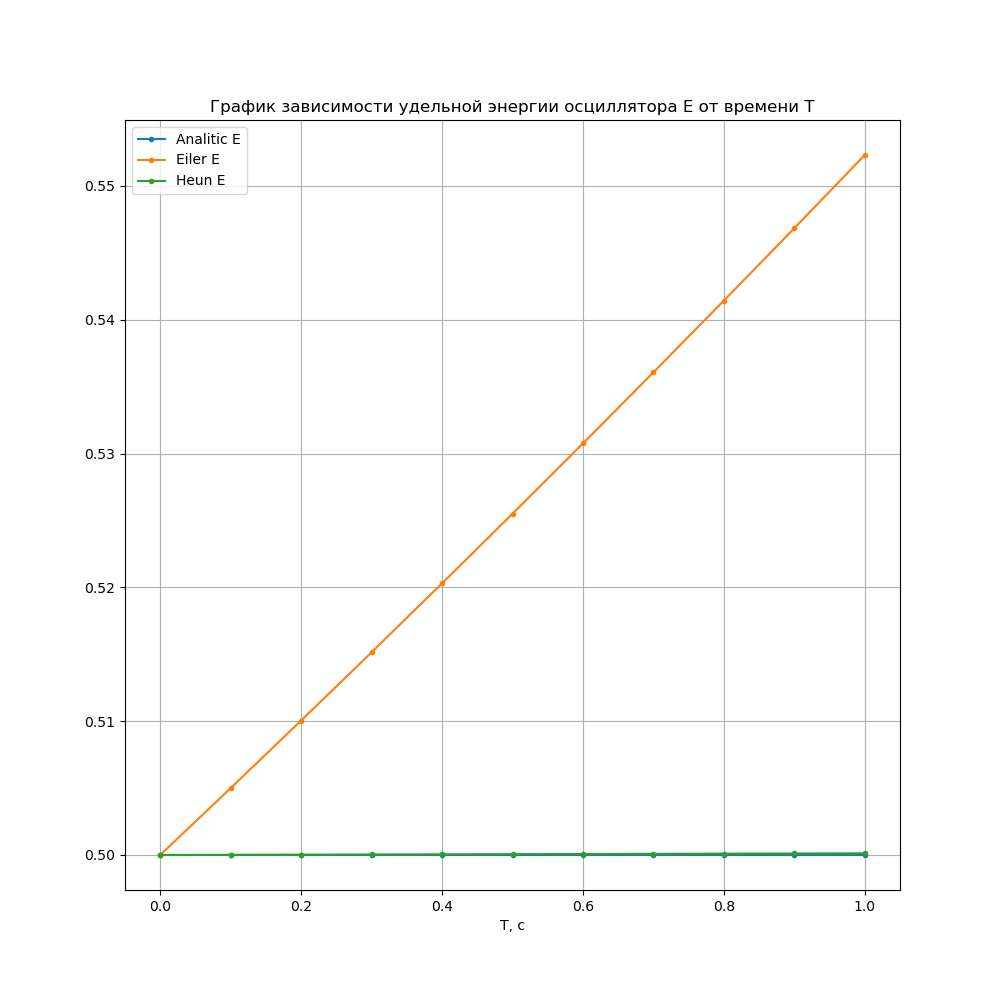 График зависимости удельной энергии осциллятора E от времени T
Analitic E
Eiler E
Heun E
0.55
0.54
0.53
0.52
0.51
0.50
0.0 0.2 0.4 0.6 0.8 1.0
T, с